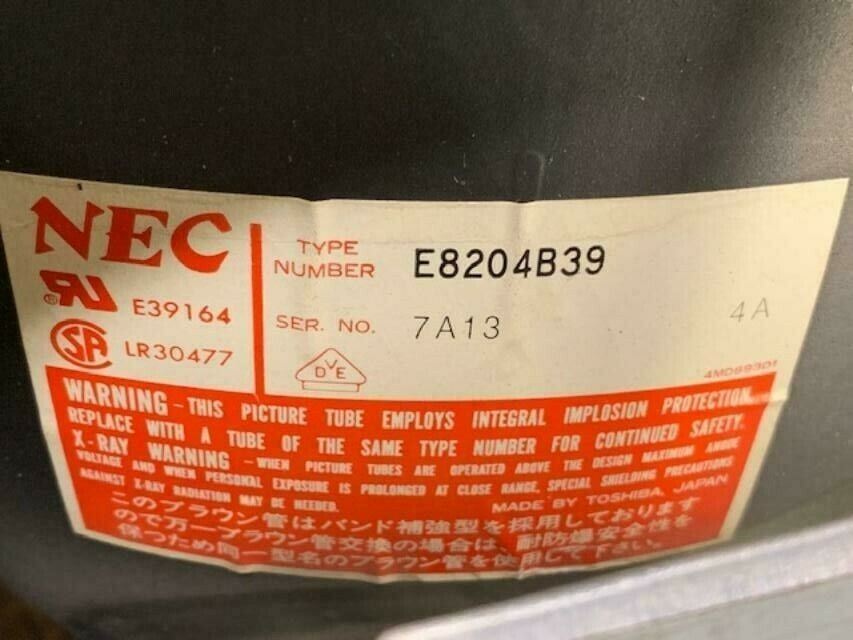 NEC
E39164
LR30477
TYPE NUMBER E8204B39
SER. NO. 7A13 4A
DVE
WARNING - THIS PICTURE TUBE EMPLOYS INTEGRAL IMPLOSION PROTECTION.
REPLACE WITH A TUBE OF THE SAME TYPE NUMBER FOR CONTINUED SAFETY.
X-RAY WARNING - WHEN PICTURE TUBES ARE OPERATED ABOVE THE DESIGN MAXIMUM ANODE
VOLTAGE AND WHEN PERSONAL EXPOSURE IS PROLONGED AT CLOSE RANGE, SPECIAL SHIELDING PRECAUTIONS
AGAINST X-RAY RADIATION MAY BE NEEDED.
MADE BY TOSHIBA, JAPAN
このブラウン管はバンド補強型を採用しております
ので万一ブラウン管交換の場合は、耐防爆安全性を
保つため同一型名のブラウン管を使用して下さい。